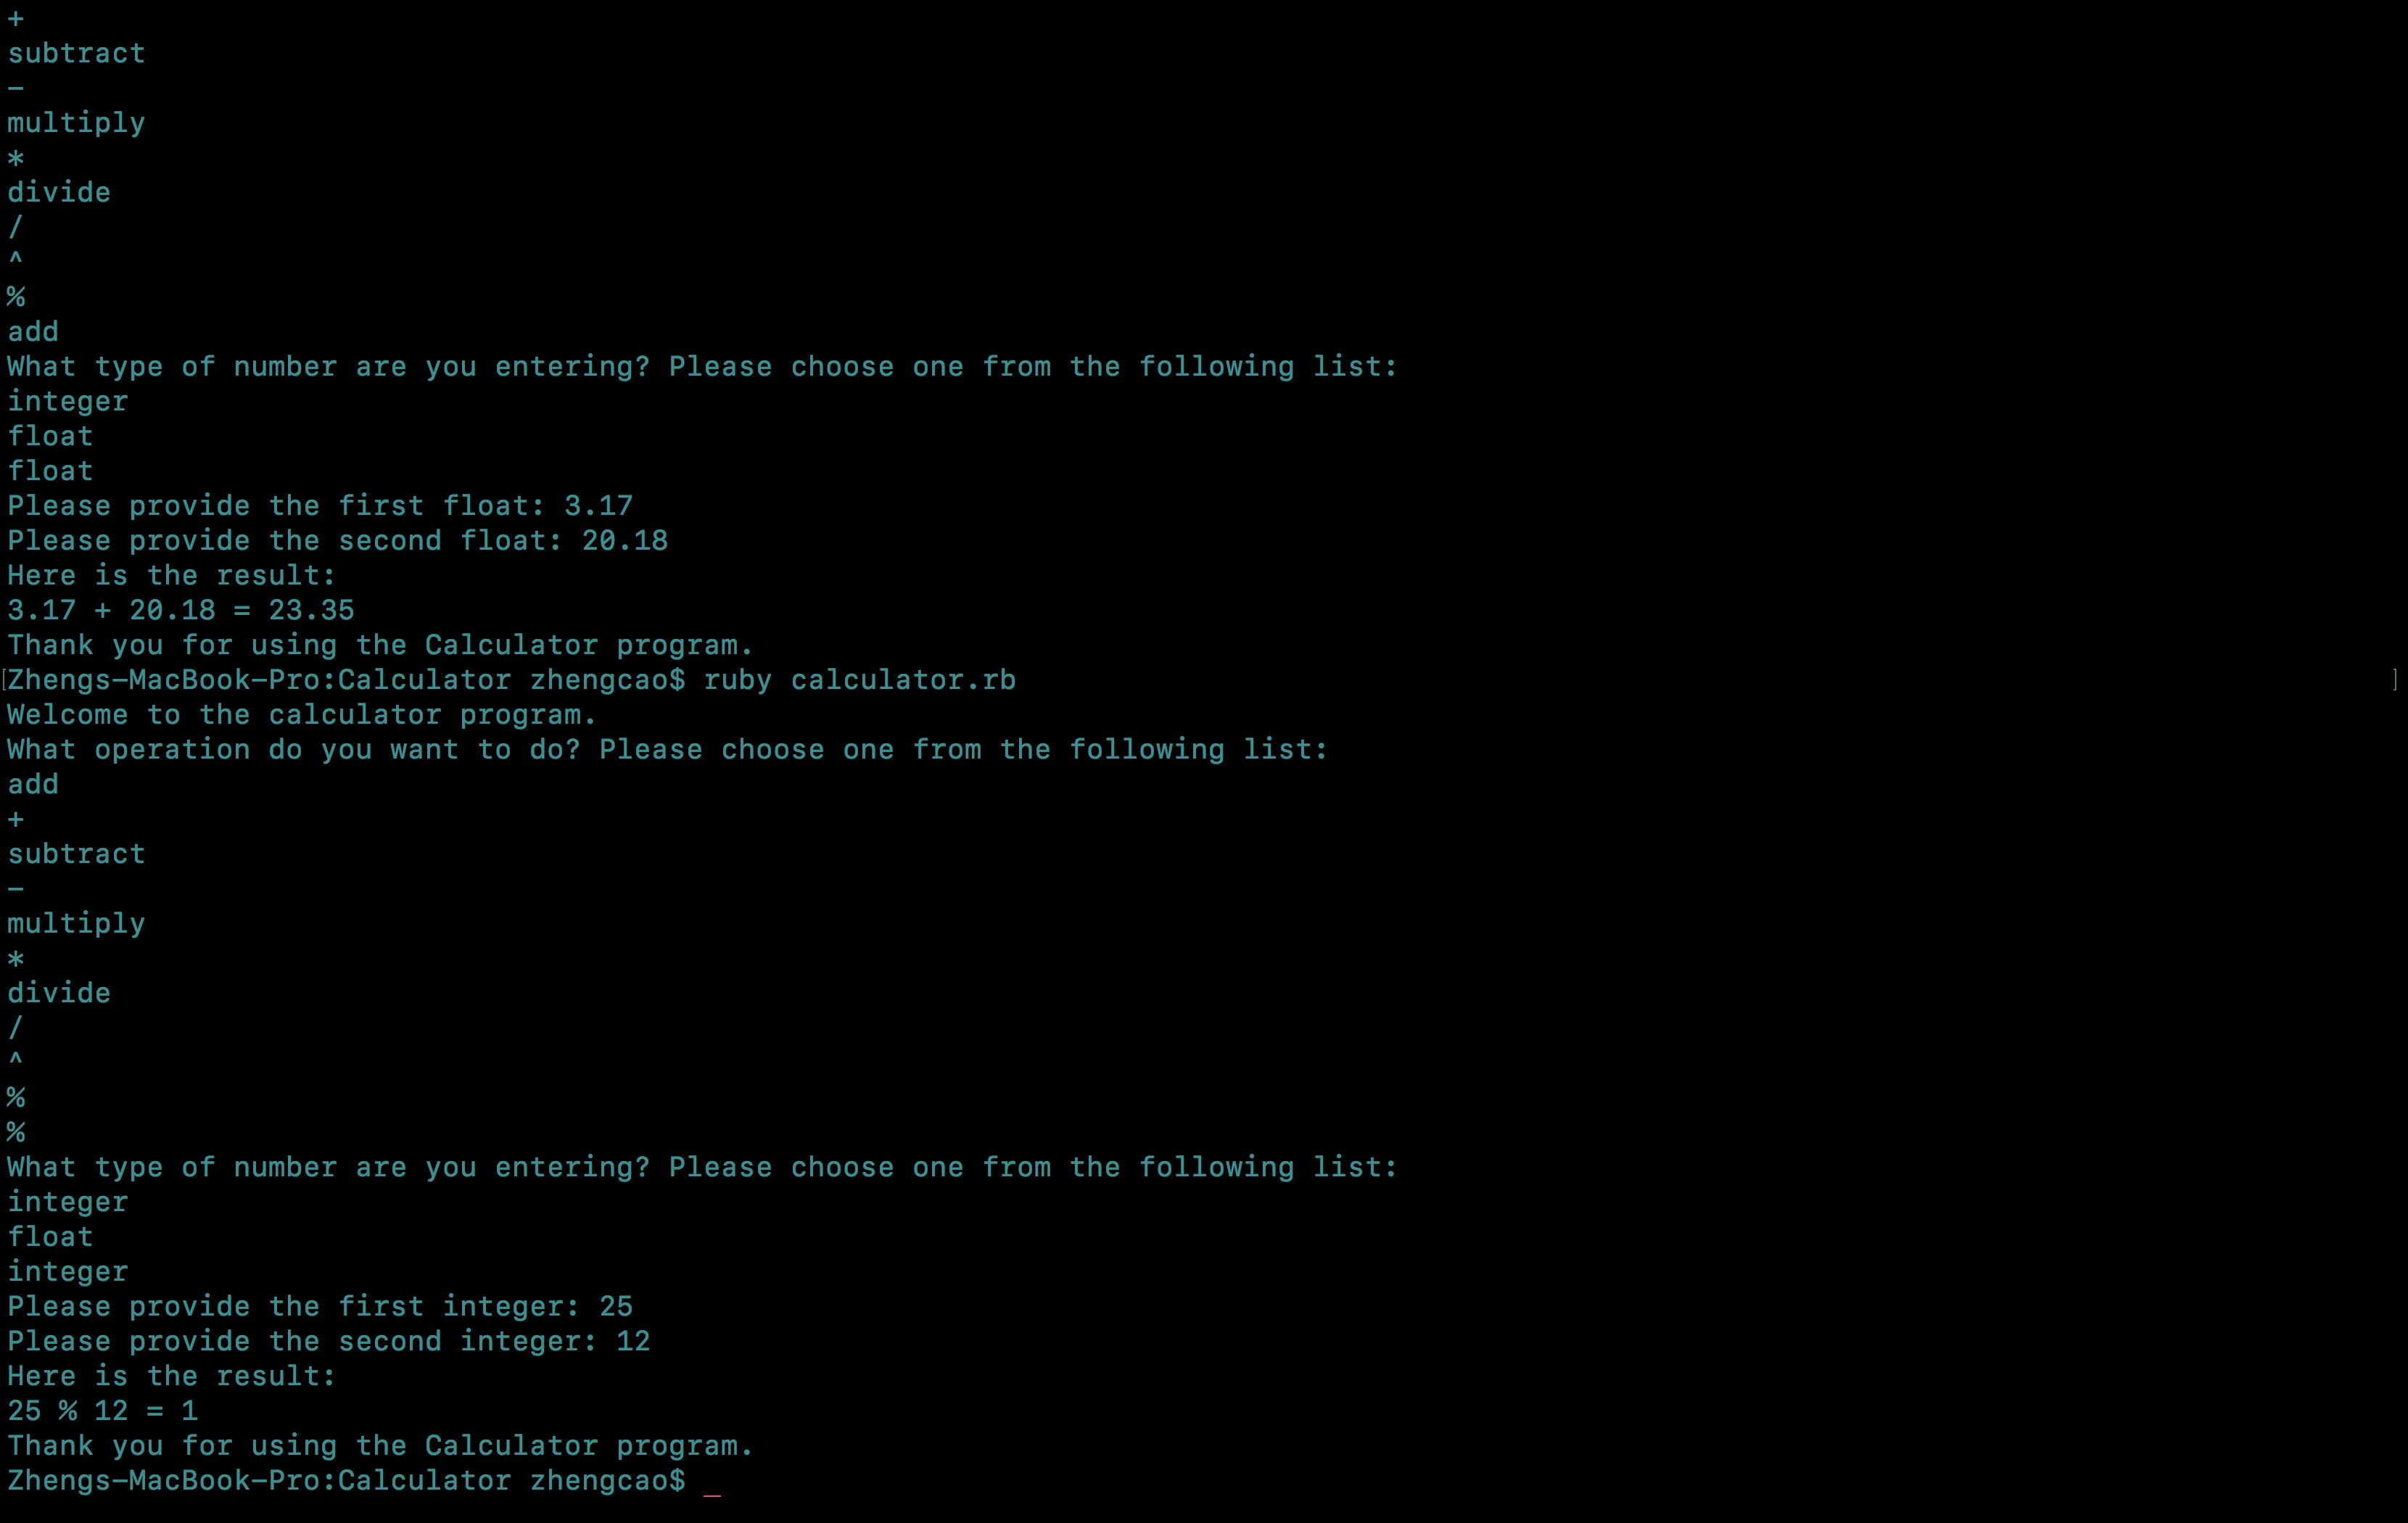 +
subtract
-
multiply
*
divide
/
^
%
add
What type of number are you entering? Please choose one from the following list:
integer
float
float
Please provide the first float: 3.17
Please provide the second float: 20.18
Here is the result:
3.17 + 20.18 = 23.35
Thank you for using the Calculator program.
[Zhengs-MacBook-Pro:Calculator zhengcao$ ruby calculator.rb ]
Welcome to the calculator program.
What operation do you want to do? Please choose one from the following list:
add
+
subtract
-
multiply
*
divide
/
^
%
%
What type of number are you entering? Please choose one from the following list:
integer
float
integer
Please provide the first integer: 25
Please provide the second integer: 12
Here is the result:
25 % 12 = 1
Thank you for using the Calculator program.
Zhengs-MacBook-Pro:Calculator zhengcao$ _